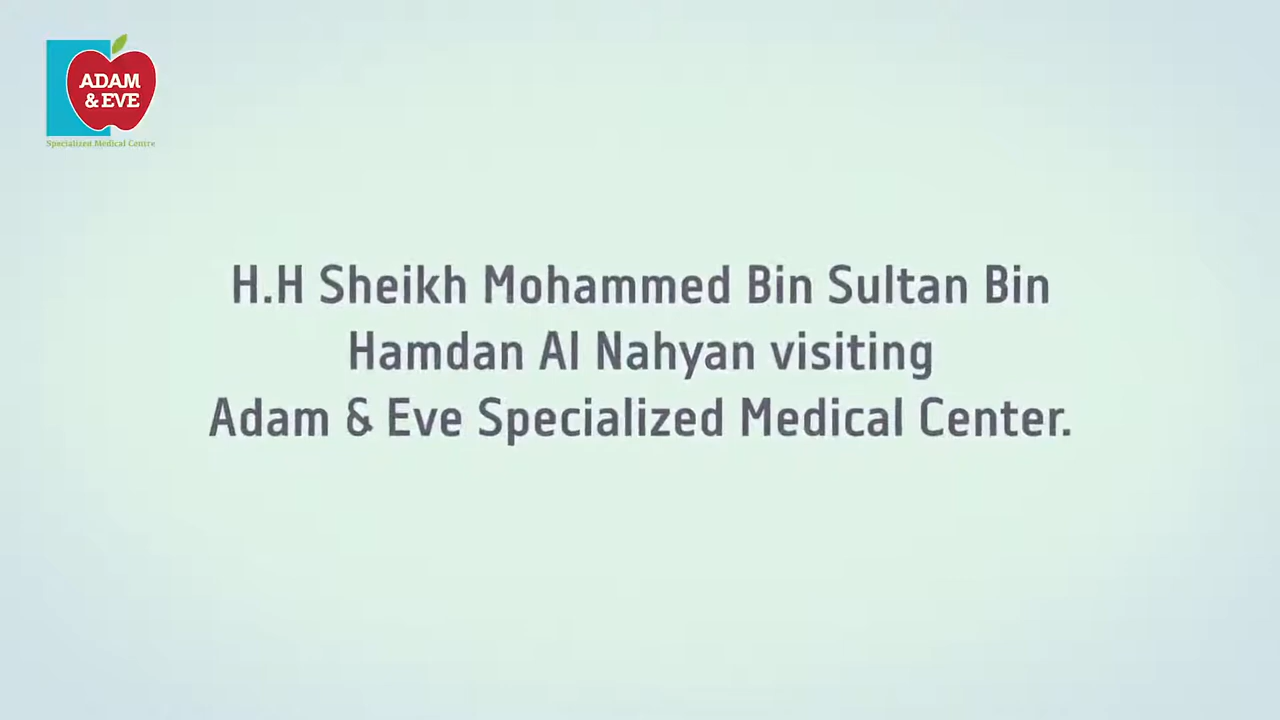 ADAM
& EVE
Specialized Medical Centre
H.H Sheikh Mohammed Bin Sultan Bin
Hamdan Al Nahyan visiting
Adam & Eve Specialized Medical Center.